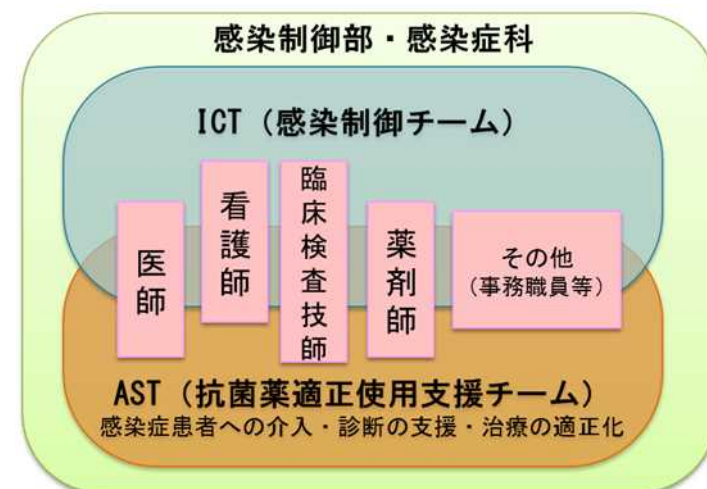 感染制御部・感染症科
ICT（感染制御チーム）
医師
看護師
臨床検査技師
薬剤師
その他
（事務職員等）
AST（抗菌薬適正使用支援チーム）
感染症患者への介入・診断の支援・治療の適正化